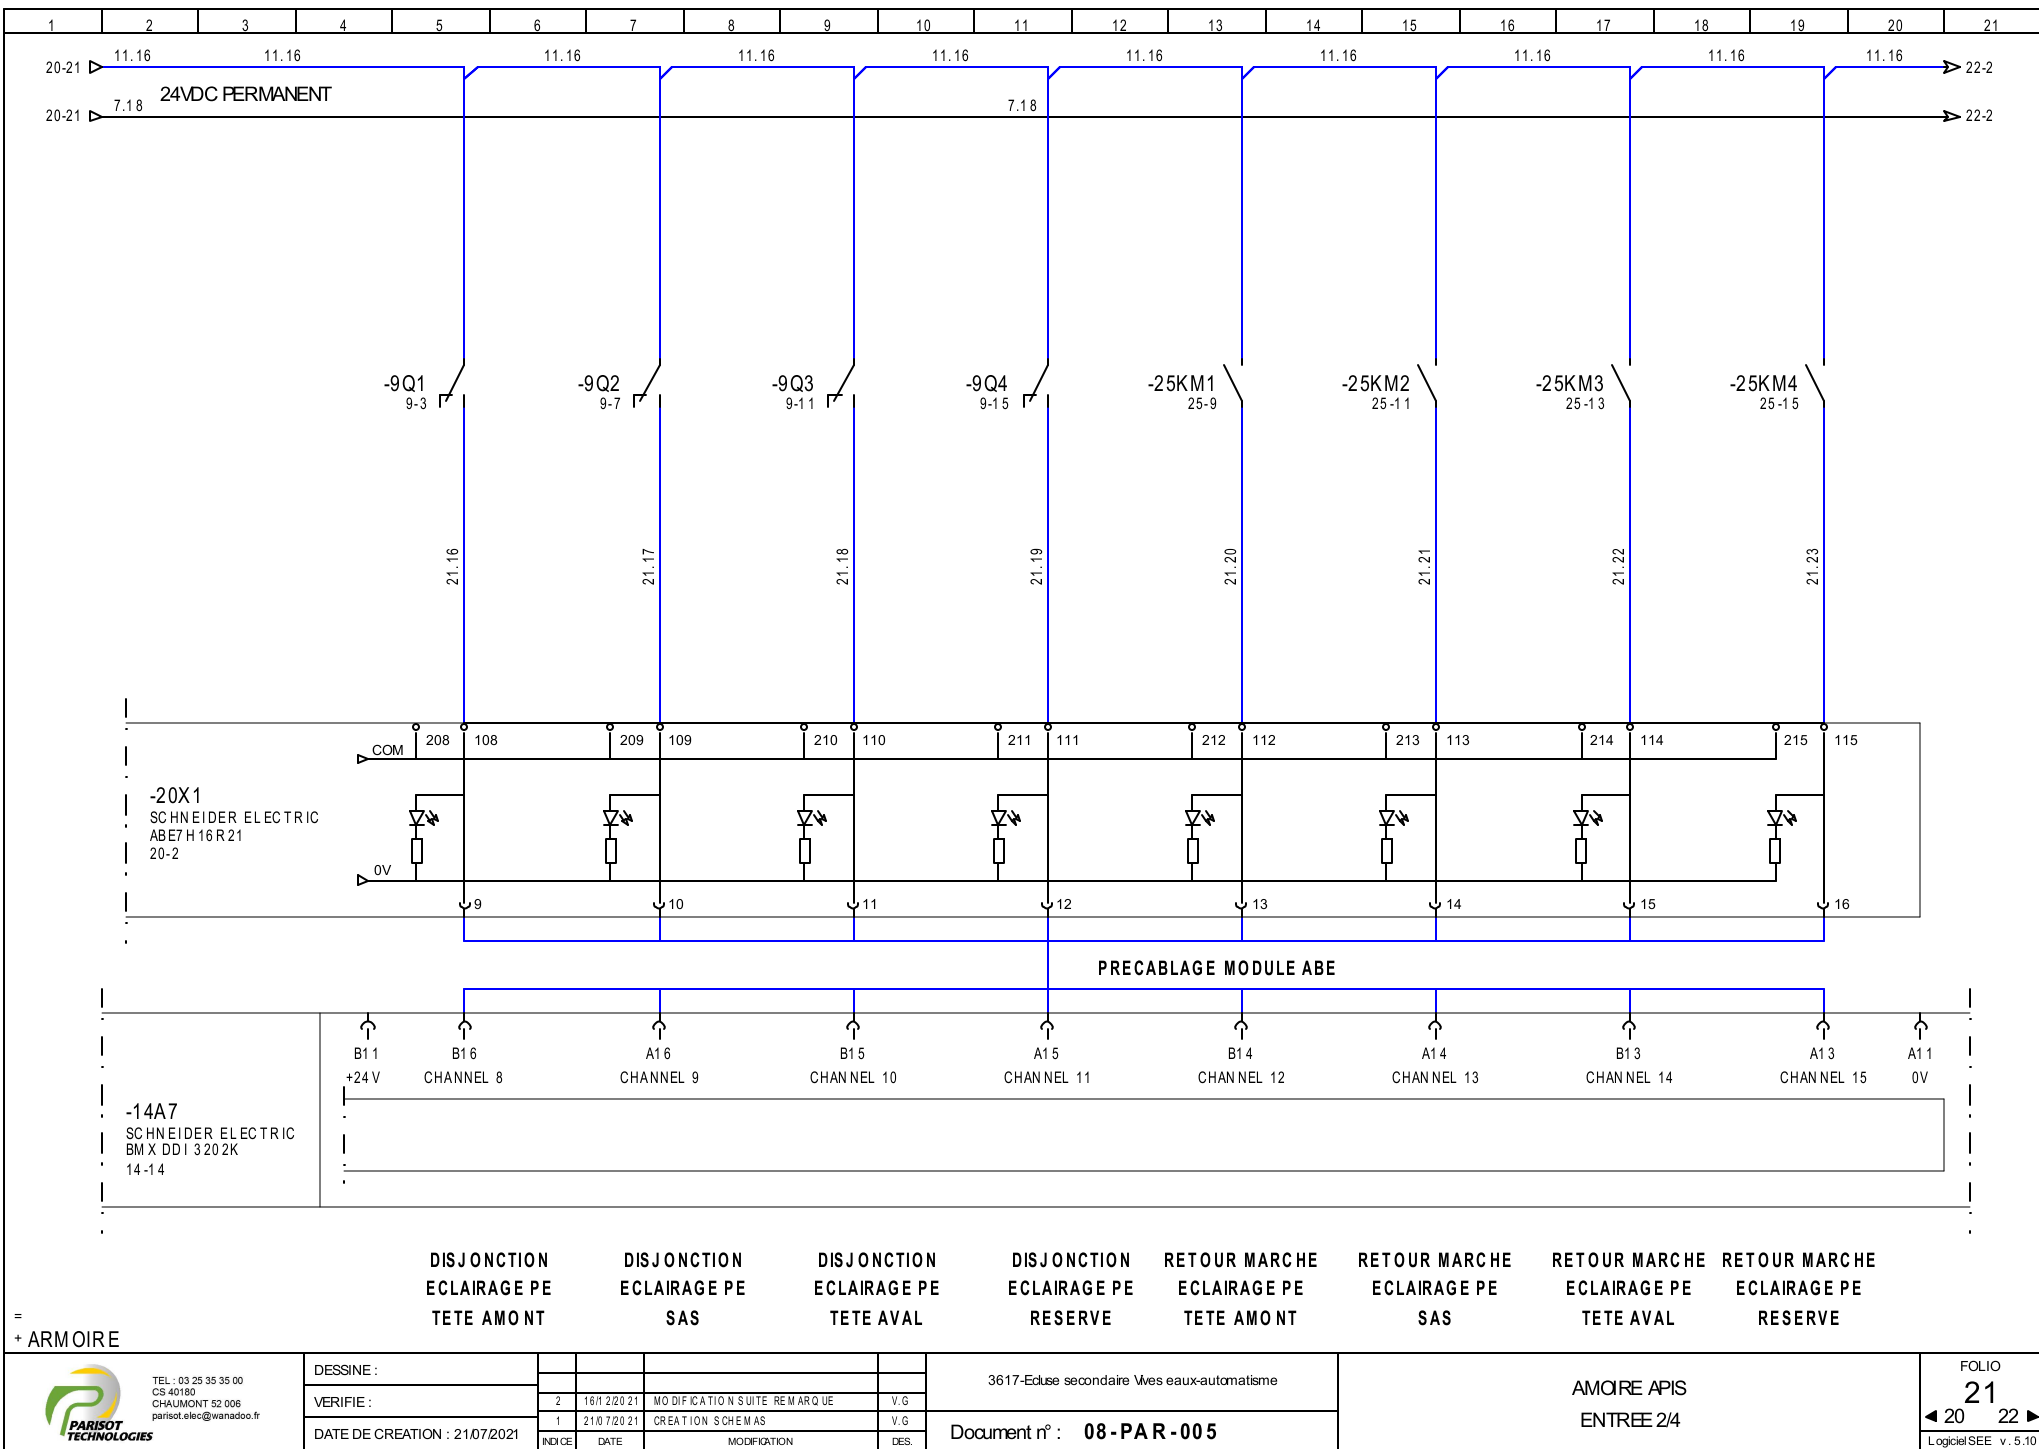 1 2 3 4 5 6 7 8 9 10 11 12 13 14 15 16 17 18 19 20 21
20-21 11.16 11.16 11.16 11.16 11.16 11.16 11.16 11.16 11.16 11.16 22-2
24VDC PERMANENT
20-21 7.18 7.18 22-2
-9Q1 -9Q2 -9Q3 -9Q4 -25KM1 -25KM2 -25KM3 -25KM4
9-3 9-7 9-11 9-15 25-9 25-11 25-13 25-15
21.16 21.17 21.18 21.19 21.20 21.21 21.22 21.23
208 108 209 109 210 110 211 111 212 112 213 113 214 114 215 115
COM
-20X1
SCHNEIDER ELECTRIC
ABE7H16R21
20-2
0V
9 10 11 12 13 14 15 16
PRECABLAGE MODULE ABE
B11 B16 A16 B15 A15 B14 A14 B13 A13 A11
+24V CHANNEL 8 CHANNEL 9 CHANNEL 10 CHANNEL 11 CHANNEL 12 CHANNEL 13 CHANNEL 14 CHANNEL 15 0V
-14A7
SCHNEIDER ELECTRIC
BMX DDI 3202K
14-14
DISJONCTION DISJONCTION DISJONCTION DISJONCTION RETOUR MARCHE RETOUR MARCHE RETOUR MARCHE RETOUR MARCHE
ECLAIRAGE PE ECLAIRAGE PE ECLAIRAGE PE ECLAIRAGE PE ECLAIRAGE PE ECLAIRAGE PE ECLAIRAGE PE ECLAIRAGE PE
TETE AMONT SAS TETE AVAL RESERVE TETE AMONT SAS TETE AVAL RESERVE
=
+ ARMOIRE
PARISOT
TECHNOLOGIES
TEL : 03 25 35 35 00
CS 40180
CHAUMONT 52 006
parisot.elec@wanadoo.fr
DESSINE :
VERIFIE :
DATE DE CREATION : 21/07/2021
2 16/12/2021 MODIFICATION SUITE REMARQUE V.G
1 21/07/2021 CREATION SCHEMAS V.G
INDICE DATE MODIFICATION DES.
3617-Ecluse secondaire Vives eaux-automatisme
Document n° : 08-PAR-005
AMOIRE APIS
ENTREE 2/4
FOLIO
21
20 22
Logiciel SEE v.5.10